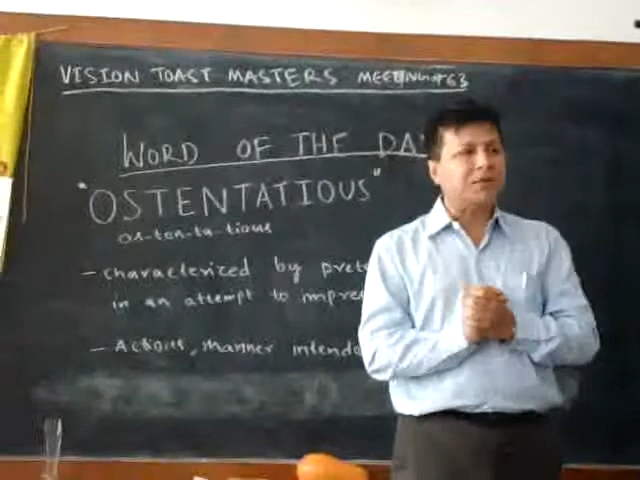 VISION TOAST MASTERS MEETING #63
WORD OF THE DA
"OSTENTATIOUS"
os-ten-ta-tious
- characterized by prete
in an attempt to impre
- Actions, manner intende